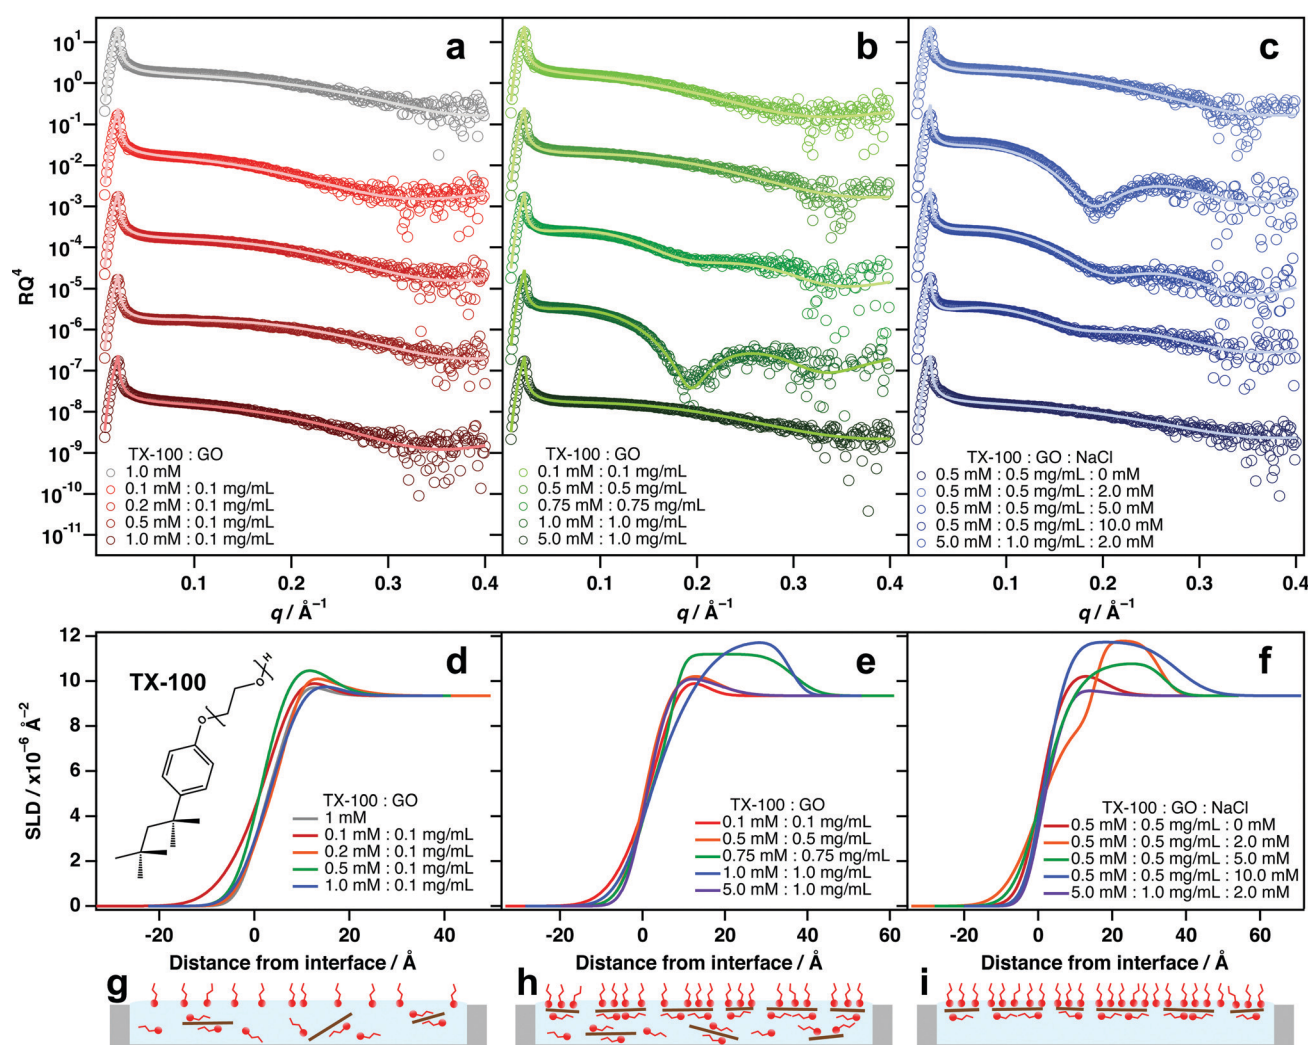 a
b
c
10^1
10^0
10^-1
10^-2
10^-3
10^-4
10^-5
10^-6
10^-7
10^-8
10^-9
10^-10
10^-11
RQ^4
TX-100 : GO
1.0 mM
0.1 mM : 0.1 mg/mL
0.2 mM : 0.1 mg/mL
0.5 mM : 0.1 mg/mL
1.0 mM : 0.1 mg/mL
TX-100 : GO
0.1 mM : 0.1 mg/mL
0.5 mM : 0.5 mg/mL
0.75 mM : 0.75 mg/mL
1.0 mM : 1.0 mg/mL
5.0 mM : 1.0 mg/mL
TX-100 : GO : NaCl
0.5 mM : 0.5 mg/mL : 0 mM
0.5 mM : 0.5 mg/mL : 2.0 mM
0.5 mM : 0.5 mg/mL : 5.0 mM
0.5 mM : 0.5 mg/mL : 10.0 mM
5.0 mM : 1.0 mg/mL : 2.0 mM
0.1 0.2 0.3 0.4
0.1 0.2 0.3 0.4
0.1 0.2 0.3 0.4
q / Å⁻¹
q / Å⁻¹
q / Å⁻¹
d
e
f
12
10
8
6
4
2
0
SLD / x10⁻⁶ Å⁻²
TX-100
H
O
O
TX-100 : GO
1 mM
0.1 mM : 0.1 mg/mL
0.2 mM : 0.1 mg/mL
0.5 mM : 0.1 mg/mL
1.0 mM : 0.1 mg/mL
TX-100 : GO
0.1 mM : 0.1 mg/mL
0.5 mM : 0.5 mg/mL
0.75 mM : 0.75 mg/mL
1.0 mM : 1.0 mg/mL
5.0 mM : 1.0 mg/mL
TX-100 : GO : NaCl
0.5 mM : 0.5 mg/mL : 0 mM
0.5 mM : 0.5 mg/mL : 2.0 mM
0.5 mM : 0.5 mg/mL : 5.0 mM
0.5 mM : 0.5 mg/mL : 10.0 mM
5.0 mM : 1.0 mg/mL : 2.0 mM
-20 0 20 40
-20 0 20 40 60
-20 0 20 40 60
Distance from interface / Å
Distance from interface / Å
Distance from interface / Å
g
h
i